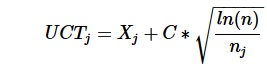 UCT_j = X_j + C * √(ln(n) / n_j)